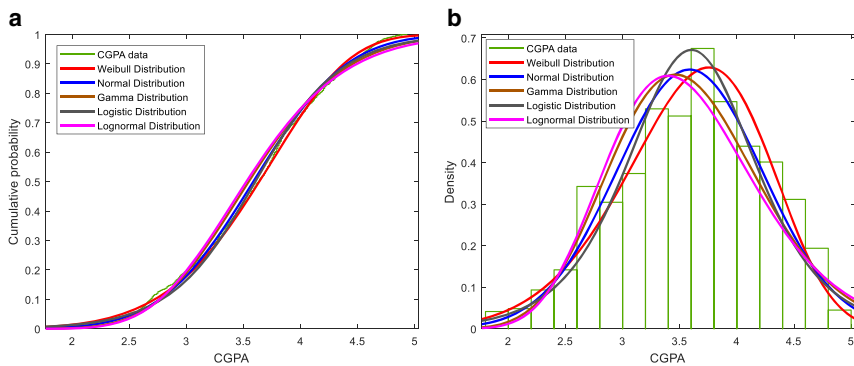 a
1
0.9
0.8
0.7
0.6
0.5
0.4
0.3
0.2
0.1
0
Cumulative probability
CGPA data
Weibull Distribution
Normal Distribution
Gamma Distribution
Logistic Distribution
Lognormal Distribution
2 2.5 3 3.5 4 4.5 5
CGPA
b
0.7
0.6
0.5
0.4
0.3
0.2
0.1
0
Density
CGPA data
Weibull Distribution
Normal Distribution
Gamma Distribution
Logistic Distribution
Lognormal Distribution
2 2.5 3 3.5 4 4.5 5
CGPA